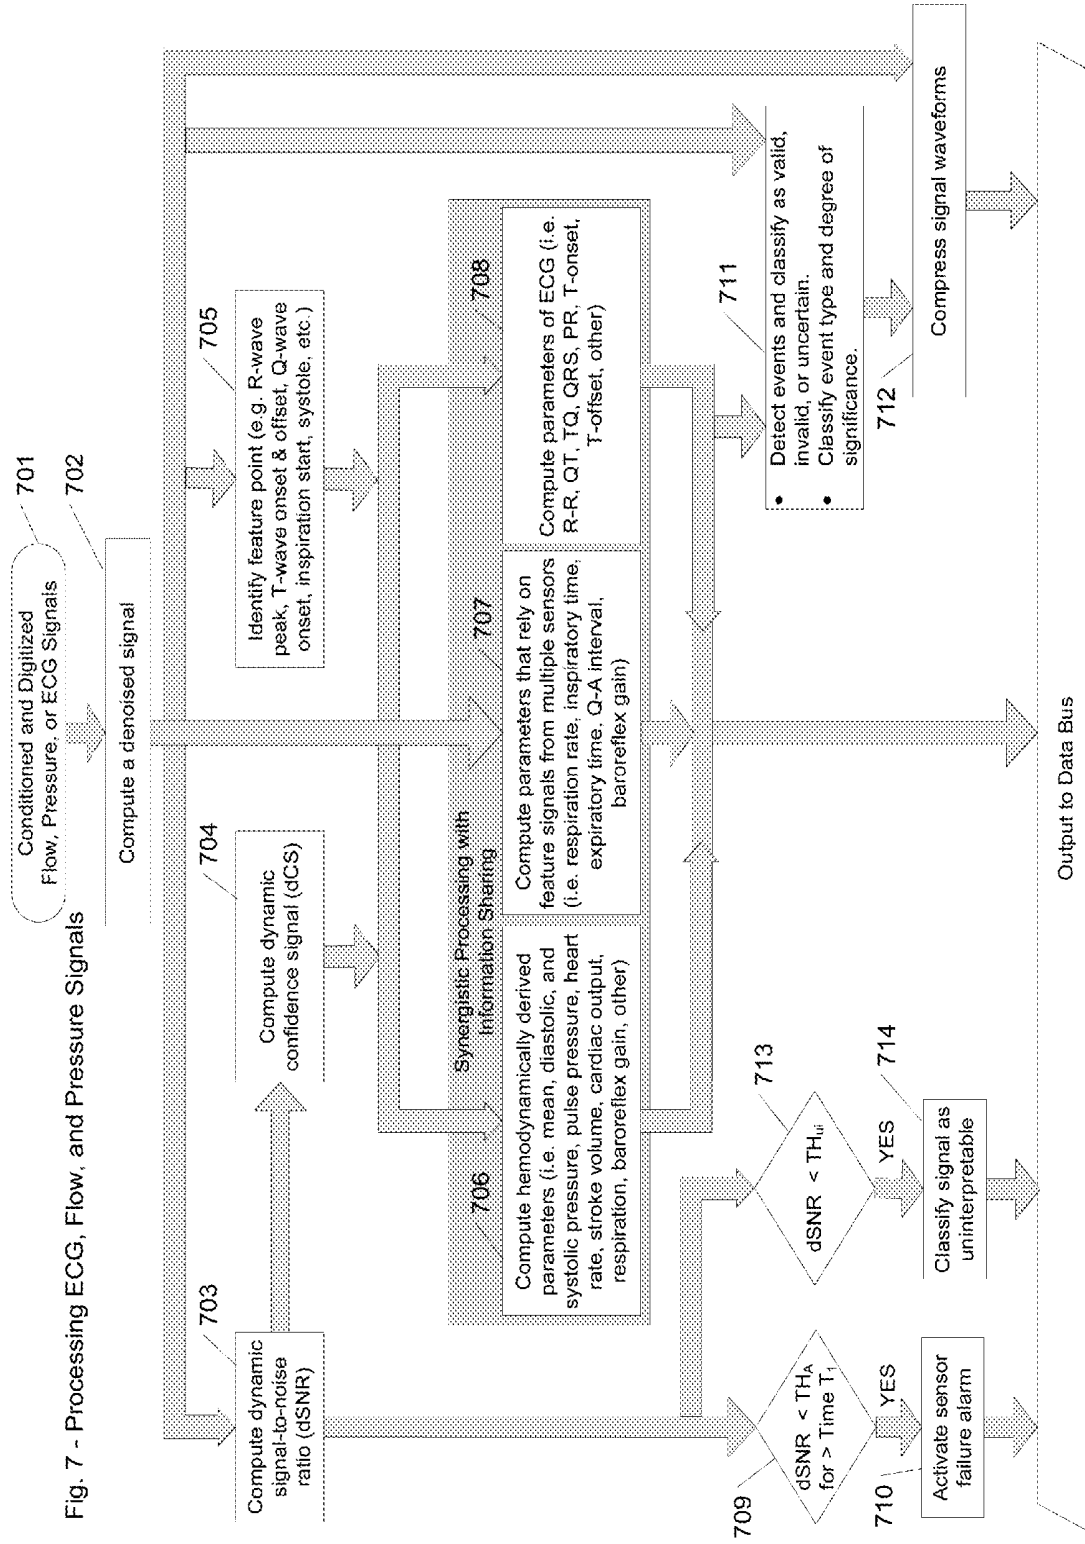 Fig. 7 - Processing ECG, Flow, and Pressure Signals
Conditioned and Digitized
Flow, Pressure, or ECG Signals
701
Compute a denoised signal
702
Compute dynamic
signal-to-noise
ratio (dSNR)
703
Compute dynamic
confidence signal (dCS)
704
Identify feature point (e.g. R-wave
peak, T-wave onset & offset, Q-wave
onset, inspiration start, systole, etc.)
705
Synergistic Processing with
Information Sharing
706
Compute hemodynamically derived
parameters (i.e. mean, diastolic, and
systolic pressure, pulse pressure, heart
rate, stroke volume, cardiac output,
respiration, baroreflex gain, other)
707
Compute parameters that rely on
feature signals from multiple sensors
(i.e. respiration rate, inspiratory time,
expiratory time, Q-A interval,
baroreflex gain)
708
Compute parameters of ECG (i.e.
R-R, QT, TQ, QRS, PR, T-onset,
T-offset, other)
709
dSNR < THA
for > Time T1
YES
710
Activate sensor
failure alarm
713
dSNR < THui
YES
714
Classify signal as
uninterpretable
711
• Detect events and classify as valid,
invalid, or uncertain.
• Classify event type and degree of
significance.
712
Compress signal waveforms
Output to Data Bus